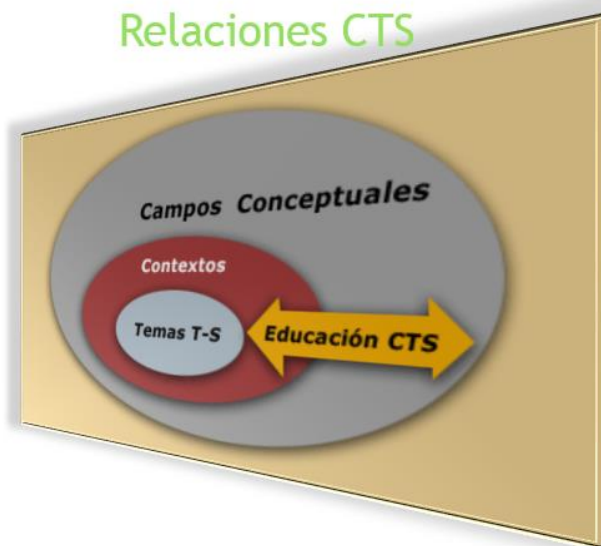 Relaciones CTS
Campos Conceptuales
Contextos
Temas T-S
Educación CTS